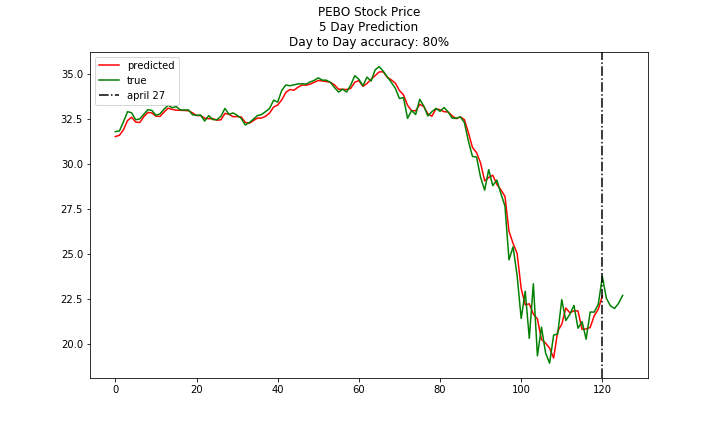 PEBO Stock Price
5 Day Prediction
Day to Day accuracy: 80%
predicted
true
april 27
35.0
32.5
30.0
27.5
25.0
22.5
20.0
0
20
40
60
80
100
120